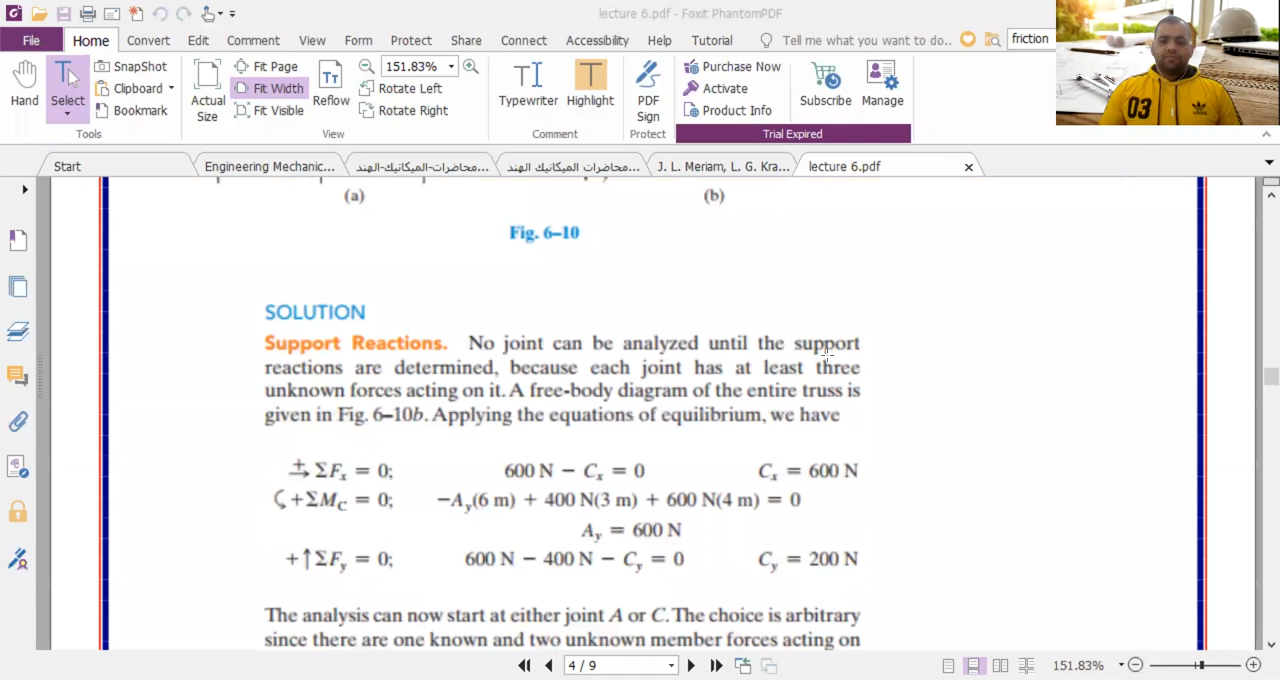 lecture 6.pdf - Foxit PhantomPDF
File Home Convert Edit Comment View Form Protect Share Connect Accessibility Help Tutorial Tell me what you want to do.. friction
Hand
Select
SnapShot
Clipboard
Bookmark
Tools
Actual Size
Fit Page
Fit Width
Fit Visible
Reflow
151.83%
Rotate Left
Rotate Right
View
Typewriter
Highlight
Comment
PDF Sign
Protect
Purchase Now
Activate
Product Info
Trial Expired
Subscribe
Manage
03
adidas
Start Engineering Mechanic... محاضرات-الميكانيك-الهند... محاضرات الميكانيك الهند... J. L. Meriam, L. G. Kra... lecture 6.pdf
(a) (b)
Fig. 6–10
SOLUTION
Support Reactions. No joint can be analyzed until the support
reactions are determined, because each joint has at least three
unknown forces acting on it. A free-body diagram of the entire truss is
given in Fig. 6–10b. Applying the equations of equilibrium, we have
→+ ΣFx = 0; 600 N − Cx = 0 Cx = 600 N
↺+ΣMC = 0; −Ay(6 m) + 400 N(3 m) + 600 N(4 m) = 0
Ay = 600 N
+↑ΣFy = 0; 600 N − 400 N − Cy = 0 Cy = 200 N
The analysis can now start at either joint A or C. The choice is arbitrary
since there are one known and two unknown member forces acting on
4 / 9 151.83%